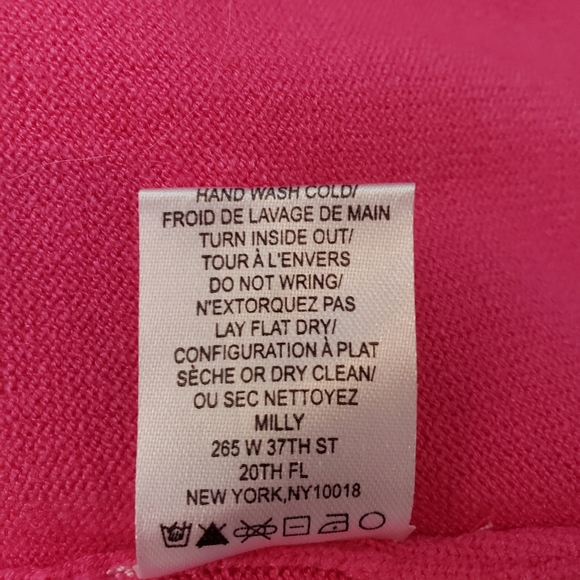 HAND WASH COLD/
FROID DE LAVAGE DE MAIN
TURN INSIDE OUT/
TOUR À L'ENVERS
DO NOT WRING/
N'EXTORQUEZ PAS
LAY FLAT DRY/
CONFIGURATION À PLAT
SÈCHE OR DRY CLEAN/
OU SEC NETTOYEZ
MILLY
265 W 37TH ST
20TH FL
NEW YORK,NY10018